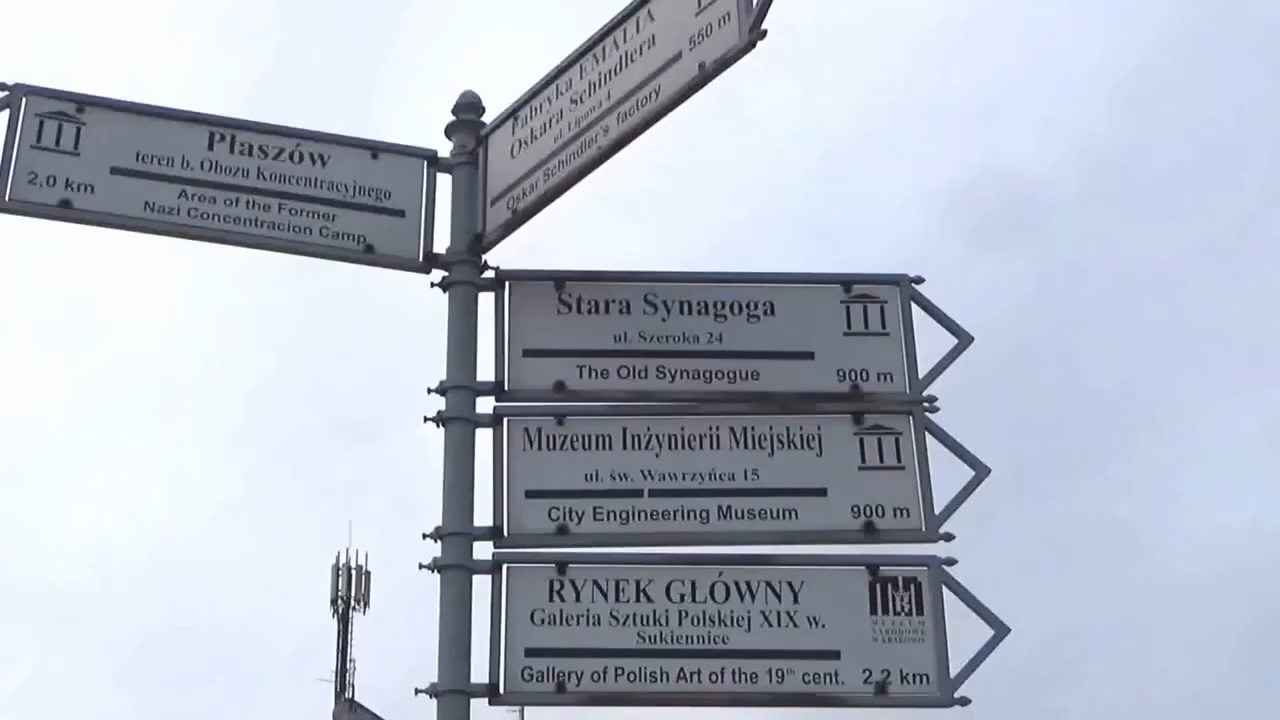 Fabryka EMALIA
Oskara Schindlera
ul. Lipowa 4
Oskar Schindler's factory
550 m
Płaszów
teren b. Obozu Koncentracyjnego
2,0 km
Area of the Former
Nazi Concentracion Camp
Stara Synagoga
ul. Szeroka 24
The Old Synagogue
900 m
Muzeum Inżynierii Miejskiej
ul. św. Wawrzyńca 15
City Engineering Museum
900 m
RYNEK GŁÓWNY
Galeria Sztuki Polskiej XIX w.
Sukiennice
Gallery of Polish Art of the 19th cent.
2,2 km
MUZEUM
NARODOWE
W KRAKOWIE